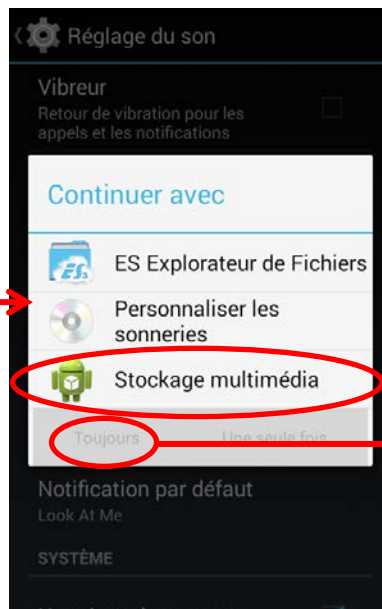 Réglage du son
Vibreur
Retour de vibration pour les
appels et les notifications
Continuer avec
ES Explorateur de Fichiers
Personnaliser les
sonneries
Stockage multimédia
Toujours Une seule fois
Notification par défaut
Look At Me
SYSTÈME